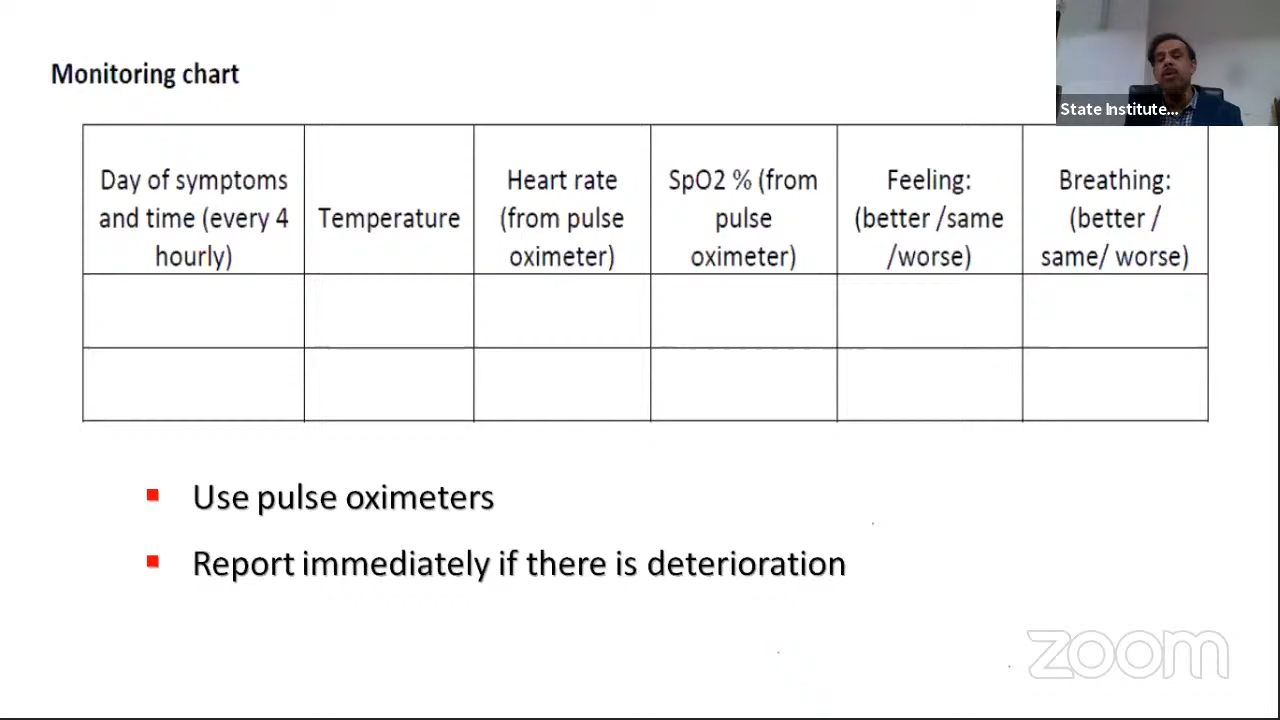 Monitoring chart
State Institute...
Day of symptoms
and time (every 4
hourly)
Temperature
Heart rate
(from pulse
oximeter)
SpO2 % (from
pulse
oximeter)
Feeling:
(better /same
/worse)
Breathing:
(better /
same/ worse)
Use pulse oximeters
Report immediately if there is deterioration
zoom